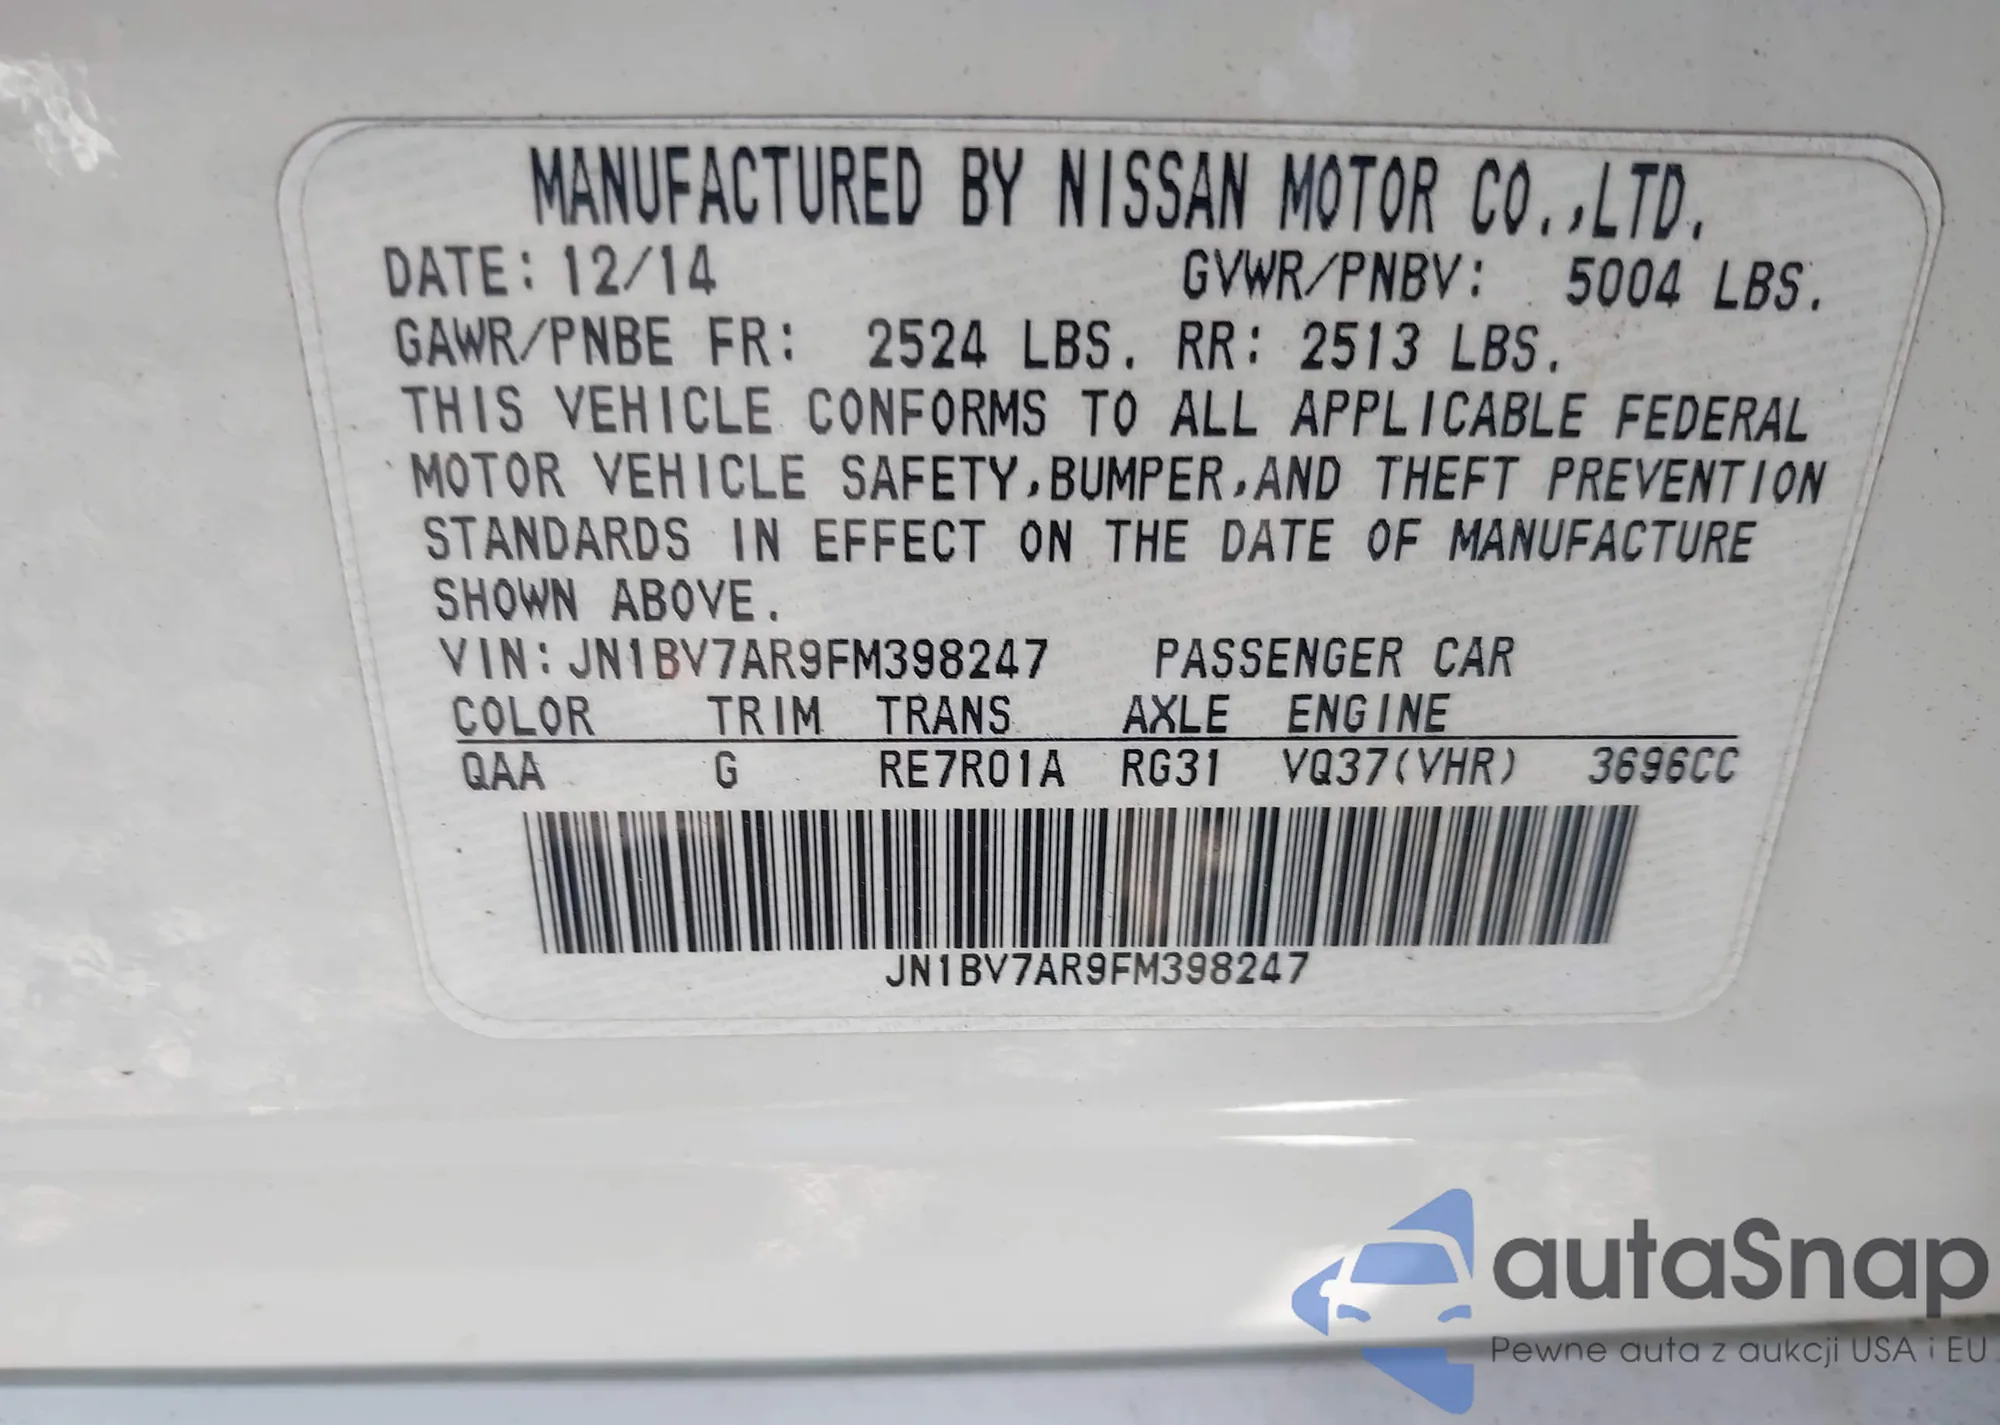 MANUFACTURED BY NISSAN MOTOR CO.,LTD.
DATE: 12/14 GVWR/PNBV: 5004 LBS.
GAWR/PNBE FR: 2524 LBS. RR: 2513 LBS.
THIS VEHICLE CONFORMS TO ALL APPLICABLE FEDERAL
MOTOR VEHICLE SAFETY,BUMPER,AND THEFT PREVENTION
STANDARDS IN EFFECT ON THE DATE OF MANUFACTURE
SHOWN ABOVE.
VIN:JN1BV7AR9FM398247 PASSENGER CAR
COLOR TRIM TRANS AXLE ENGINE
QAA G RE7R01A RG31 VQ37(VHR) 3696CC
JN1BV7AR9FM398247
autaSnap
Pewne auta z aukcji USA i EU